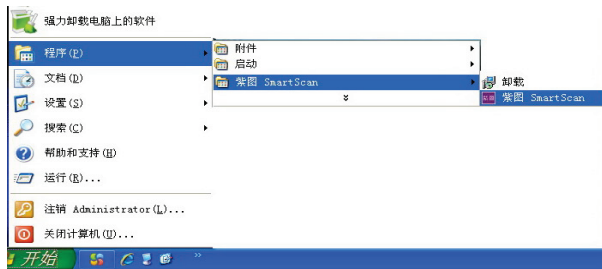 强力卸载电脑上的软件
程序(P)
文档(D)
设置(S)
搜索(C)
帮助和支持(H)
运行(R)...
注销 Administrator(L)...
关闭计算机(U)...
附件
启动
紫图 SmartScan
卸载
紫图 SmartScan
开始